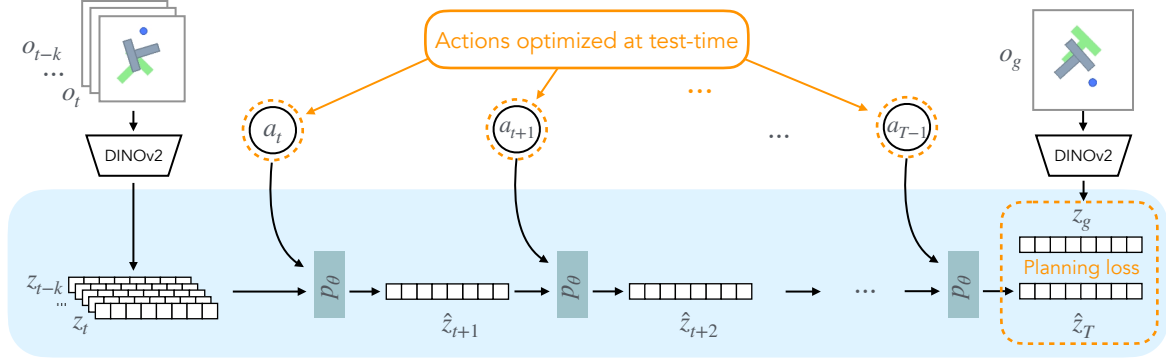 o_{t-k}
...
o_t
Actions optimized at test-time
...
o_g
a_t
a_{t+1}
...
a_{T-1}
DINOv2
DINOv2
z_g
z_{t-k}
...
z_t
p_θ
ẑ_{t+1}
p_θ
ẑ_{t+2}
...
p_θ
Planning loss
ẑ_T